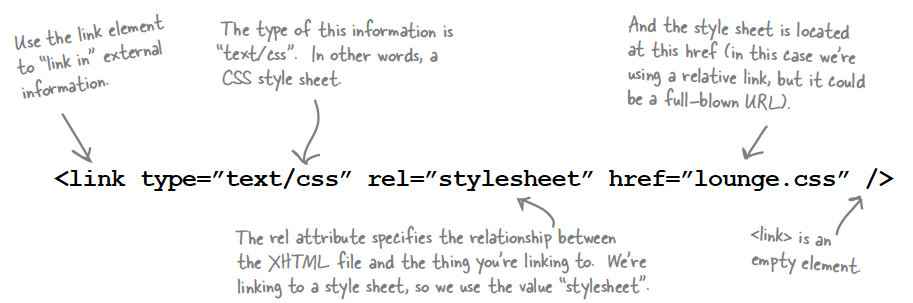 Use the link element
to “link in” external
information.
The type of this information is
“text/css”. In other words, a
CSS style sheet.
And the style sheet is located
at this href (in this case we’re
using a relative link, but it could
be a full-blown URL).
<link type=”text/css” rel=”stylesheet” href=”lounge.css” />
The rel attribute specifies the relationship between
the XHTML file and the thing you’re linking to. We’re
linking to a style sheet, so we use the value “stylesheet”.
<link> is an
empty element.